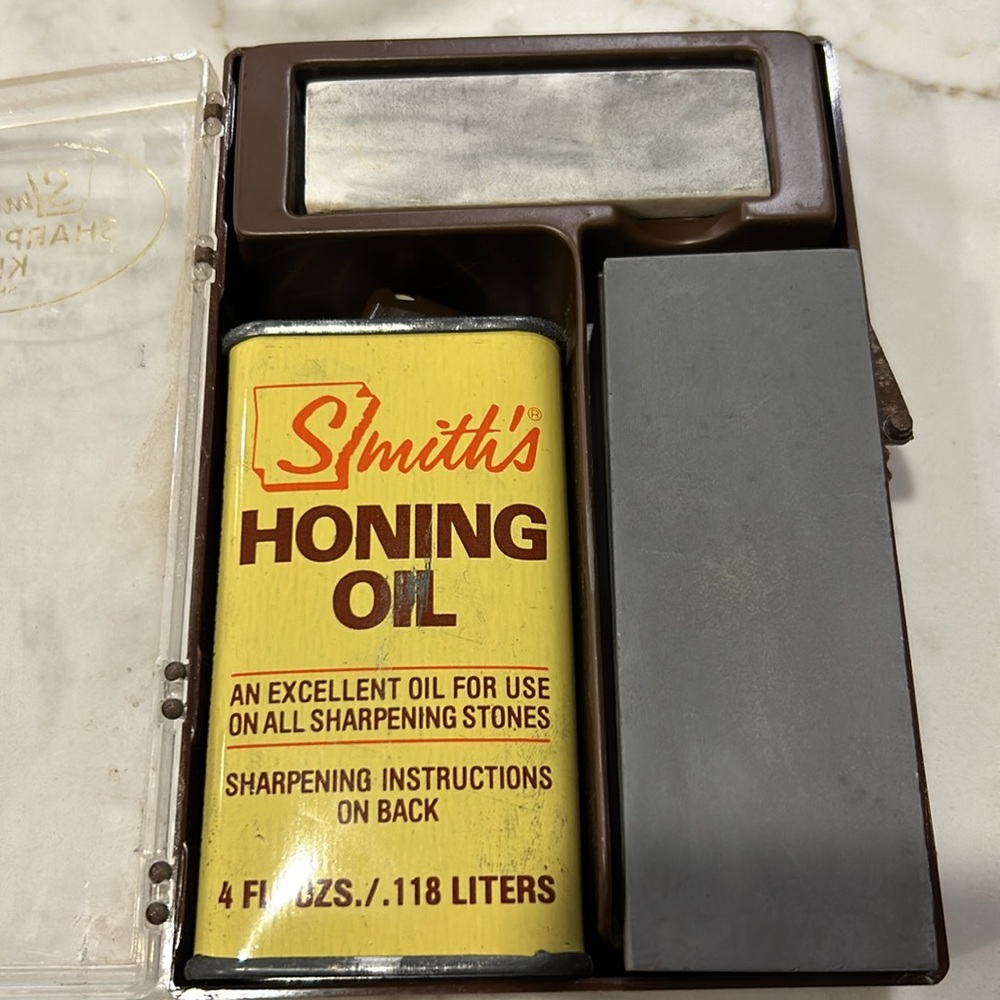 Smith's®
HONING
OIL
AN EXCELLENT OIL FOR USE
ON ALL SHARPENING STONES
SHARPENING INSTRUCTIONS
ON BACK
4 FL. OZS./.118 LITERS